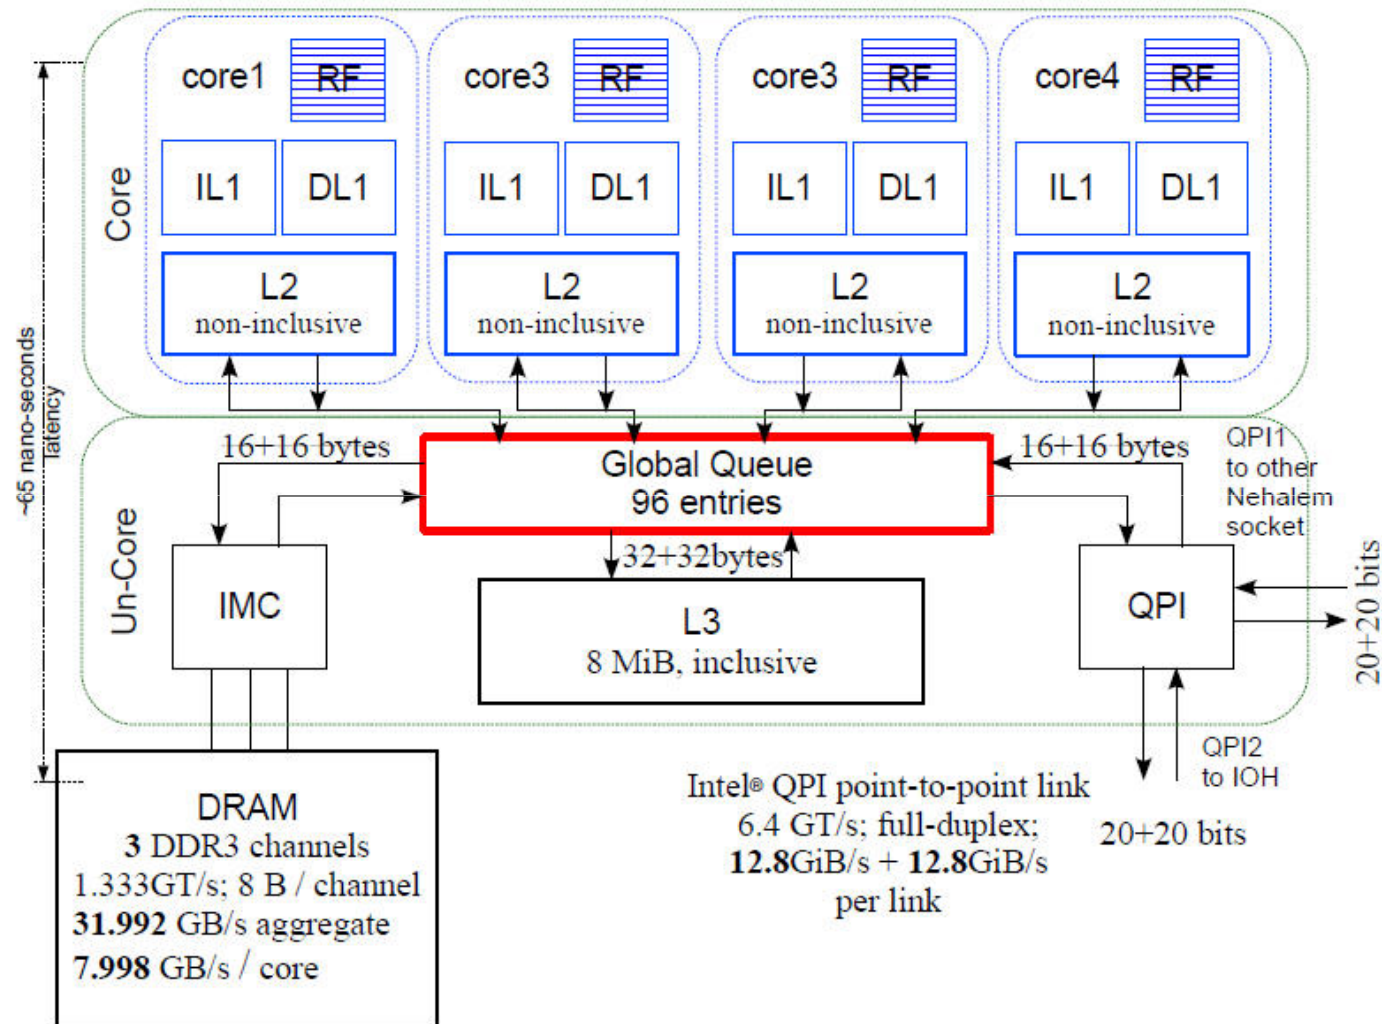 core1
RF
core3
RF
core3
RF
core4
RF
Core
IL1
DL1
IL1
DL1
IL1
DL1
IL1
DL1
L2
non-inclusive
L2
non-inclusive
L2
non-inclusive
L2
non-inclusive
~65 nano-seconds
latency
Un-Core
16+16 bytes
Global Queue
96 entries
16+16 bytes
QPI1
to other
Nehalem
socket
32+32bytes
IMC
L3
8 MiB, inclusive
QPI
20+20 bits
QPI2
to IOH
20+20 bits
DRAM
3 DDR3 channels
1.333GT/s; 8 B / channel
31.992 GB/s aggregate
7.998 GB/s / core
Intel® QPI point-to-point link
6.4 GT/s; full-duplex;
12.8GiB/s + 12.8GiB/s
per link